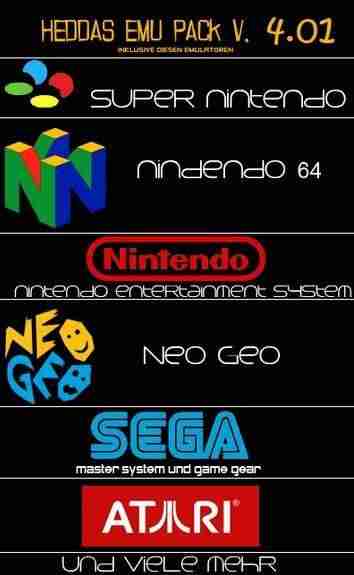 HEDDAS EMU PACK V. 4.01
INKLUSIVE DIESEN EMULATOREN
SUPER NINTENDO
NINDENDO 64
Nintendo
NINTENDO ENTERTAINMENT SYSTEM
NEO
GEO
NEO GEO
SEGA
master system und game gear
ATARI®
UND VIELE MEHR